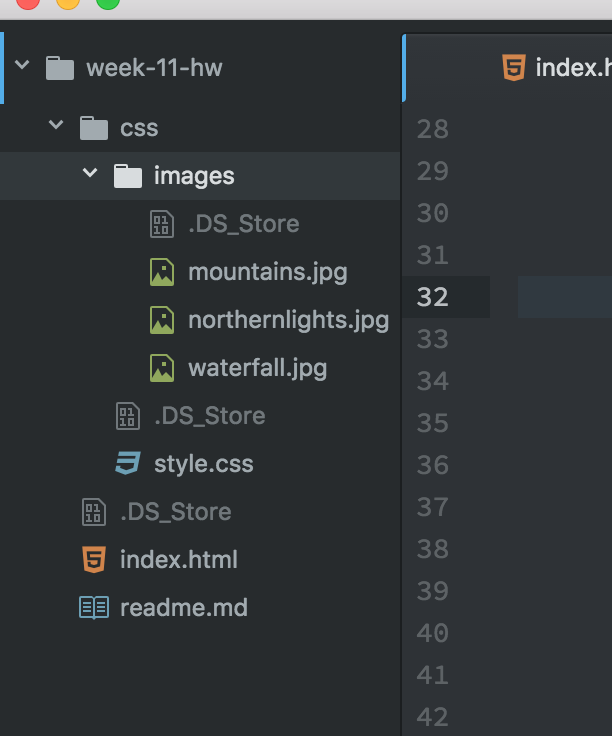 week-11-hw
index.h
css
images
.DS_Store
mountains.jpg
northernlights.jpg
waterfall.jpg
.DS_Store
style.css
.DS_Store
index.html
readme.md
28
29
30
31
32
33
34
35
36
37
38
39
40
41
42